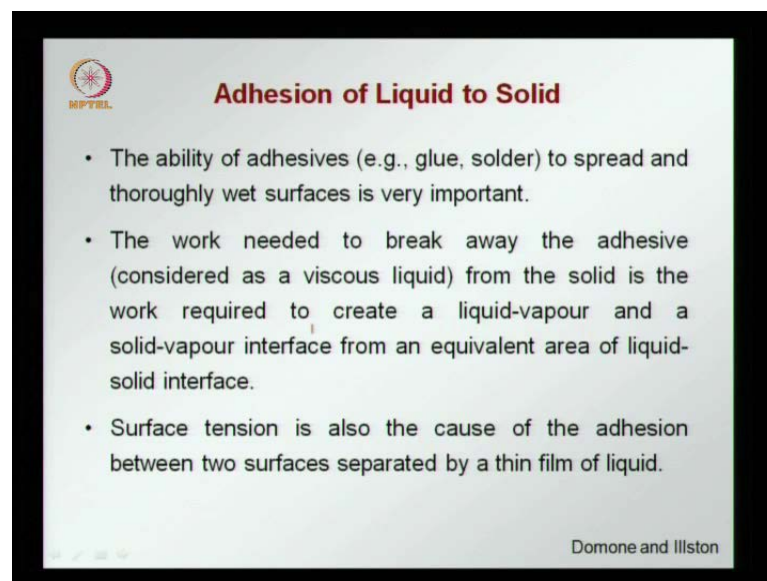 NPTEL
Adhesion of Liquid to Solid
• The ability of adhesives (e.g., glue, solder) to spread and
thoroughly wet surfaces is very important.
• The work needed to break away the adhesive
(considered as a viscous liquid) from the solid is the
work required to create a liquid-vapour and a
solid-vapour interface from an equivalent area of liquid-
solid interface.
• Surface tension is also the cause of the adhesion
between two surfaces separated by a thin film of liquid.
Domone and Illston